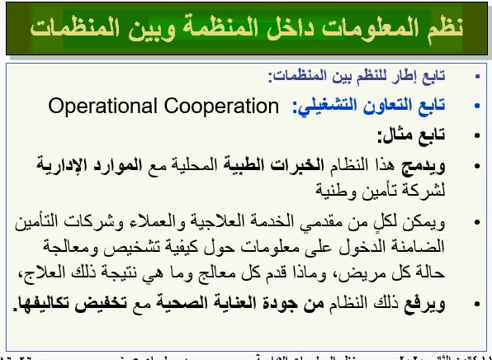 نظم المعلومات داخل المنظمة وبين المنظمات
• تابع إطار للنظم بين المنظمات:
• تابع التعاون التشغيلي: Operational Cooperation
• تابع مثال:
• ويدمج هذا النظام الخبرات الطبية المحلية مع الموارد الإدارية
لشركة تأمين وطنية
• ويمكن لكلٍ من مقدمي الخدمة العلاجية والعملاء وشركات التأمين
الضامنة الدخول على معلومات حول كيفية تشخيص ومعالجة
حالة كل مريض، وماذا قدم كل معالج وما هي نتيجة ذلك العلاج،
• ويرفع ذلك النظام من جودة العناية الصحية مع تخفيض تكاليفها.